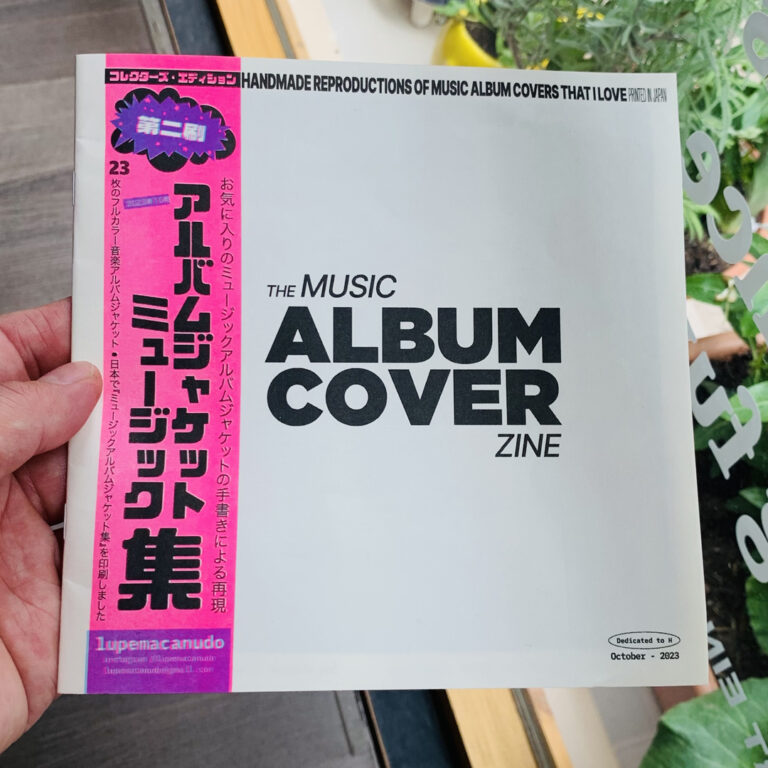 コレクターズ・エディション
HANDMADE REPRODUCTIONS OF MUSIC ALBUM COVERS THAT I LOVE PRINTED IN JAPAN
第二刷
お気に入りのミュージックアルバムジャケットの手書きによる再現
アルバムジャケット
ミュージック集
23
枚のフルカラー音楽アルバムジャケット●日本で『ミュージックアルバムジャケット集』を印刷しました
THE MUSIC
ALBUM
COVER
ZINE
lupemacanudo
Dedicated to H
October - 2023